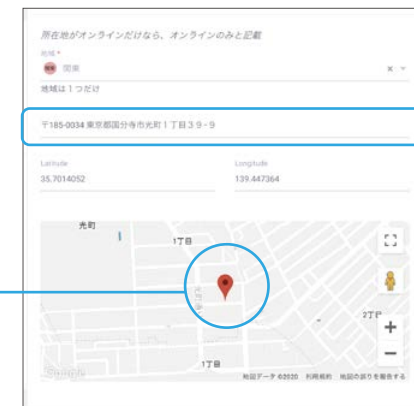 所在地がオンラインだけなら、オンラインのみと記載
地域 *
関東 関東 x
地域は1つだけ
〒185-0034 東京都国分寺市光町1丁目39-9
Latitude Longitude
35.7014052 139.447364
光町
1丁目
2丁目
1丁目
Google
地図データ ©2020 利用規約 地図の誤りを報告する